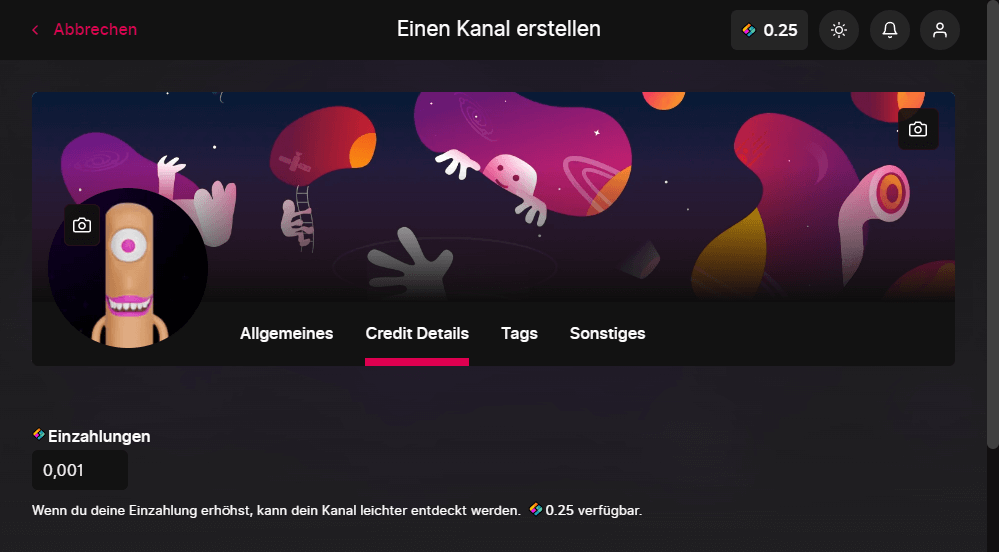 Abbrechen
Einen Kanal erstellen
0.25
Allgemeines
Credit Details
Tags
Sonstiges
Einzahlungen
0,001
Wenn du deine Einzahlung erhöhst, kann dein Kanal leichter entdeckt werden. 0.25 verfügbar.